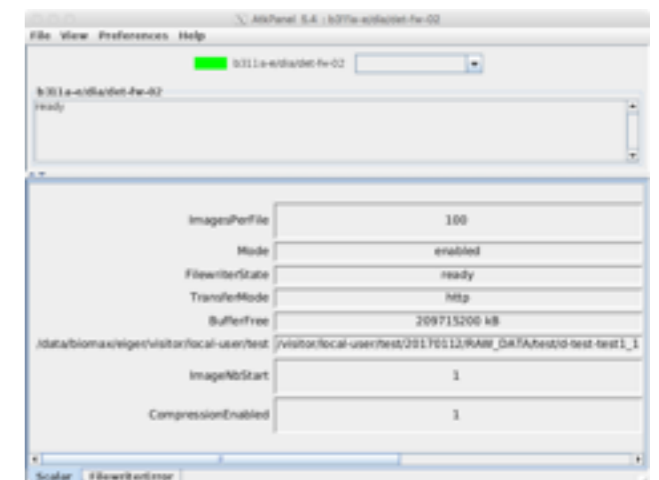 AtkPanel 5.4 : b311a-e/dia/det-fw-02
File View Preferences Help
b311a-e/dia/det-fw-02
b311a-e/dia/det-fw-02
ready
ImagesPerFile 100
Mode enabled
FilewriterState ready
TransferMode http
BufferFree 209715200 kB
/data/biomax/eiger/visitor/local-user/test /visitor/local-user/test/20170112/RAW_DATA/test/d-test-test1_1
ImageNbStart 1
CompressionEnabled 1
Scalar FilewriterError